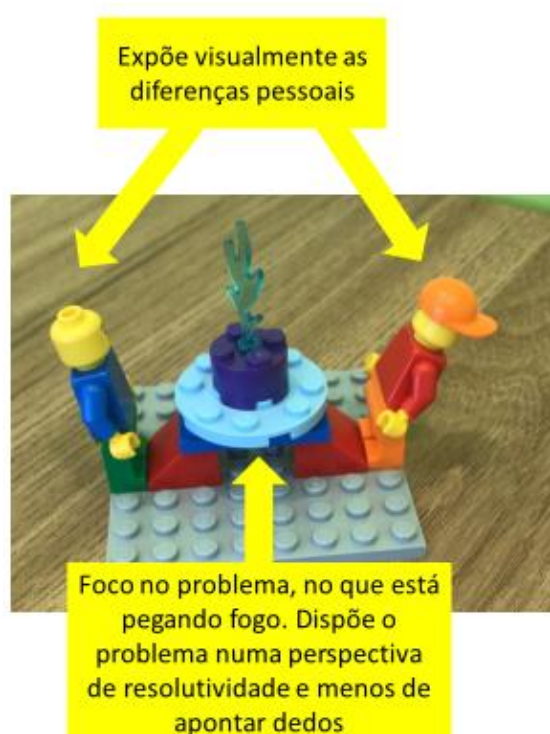 Expõe visualmente as
diferenças pessoais
Foco no problema, no que está
pegando fogo. Dispõe o
problema numa perspectiva
de resolutividade e menos de
apontar dedos